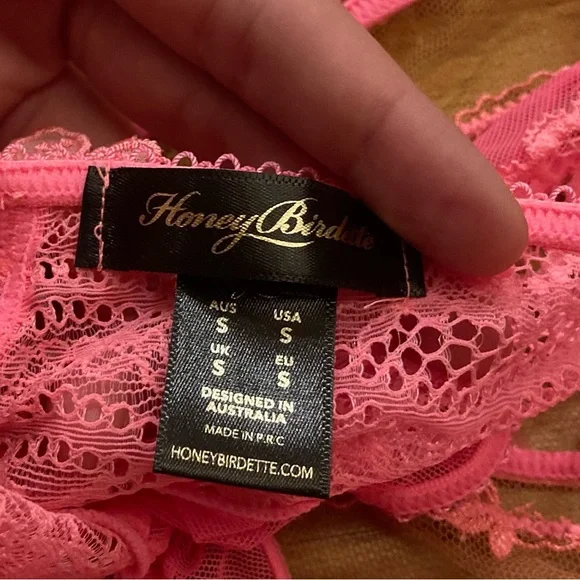 Honey Birdette
AUS USA
S S
UK EU
S S
DESIGNED IN
AUSTRALIA
MADE IN P.R.C
HONEYBIRDETTE.COM